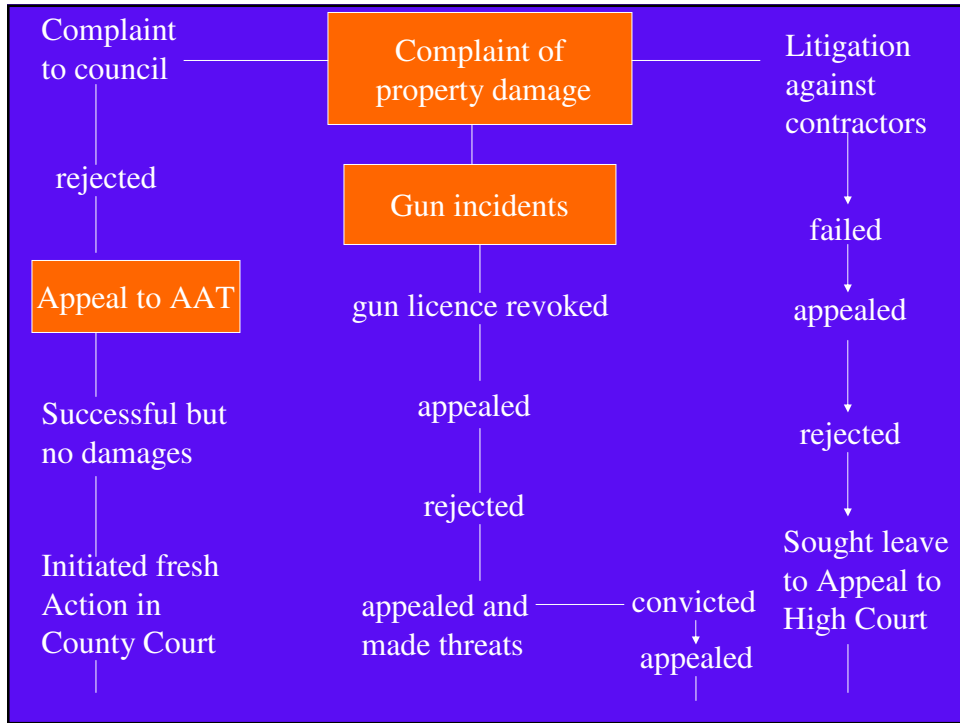 Complaint
to council
Complaint of
property damage
Litigation
against
contractors
rejected
Gun incidents
failed
Appeal to AAT
gun licence revoked
appealed
Successful but
no damages
appealed
rejected
rejected
Initiated fresh
Action in
County Court
appealed and
made threats
convicted
appealed
Sought leave
to Appeal to
High Court